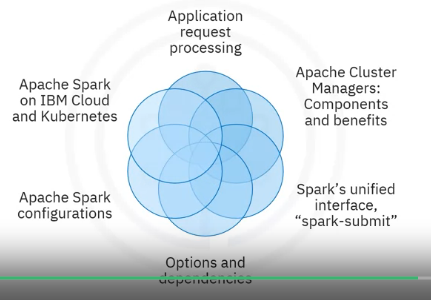 Application
request
processing
Apache Cluster
Managers:
Components
and benefits
Spark's unified
interface,
"spark-submit"
Options and
dependencies
Apache Spark
configurations
Apache Spark
on IBM Cloud
and Kubernetes